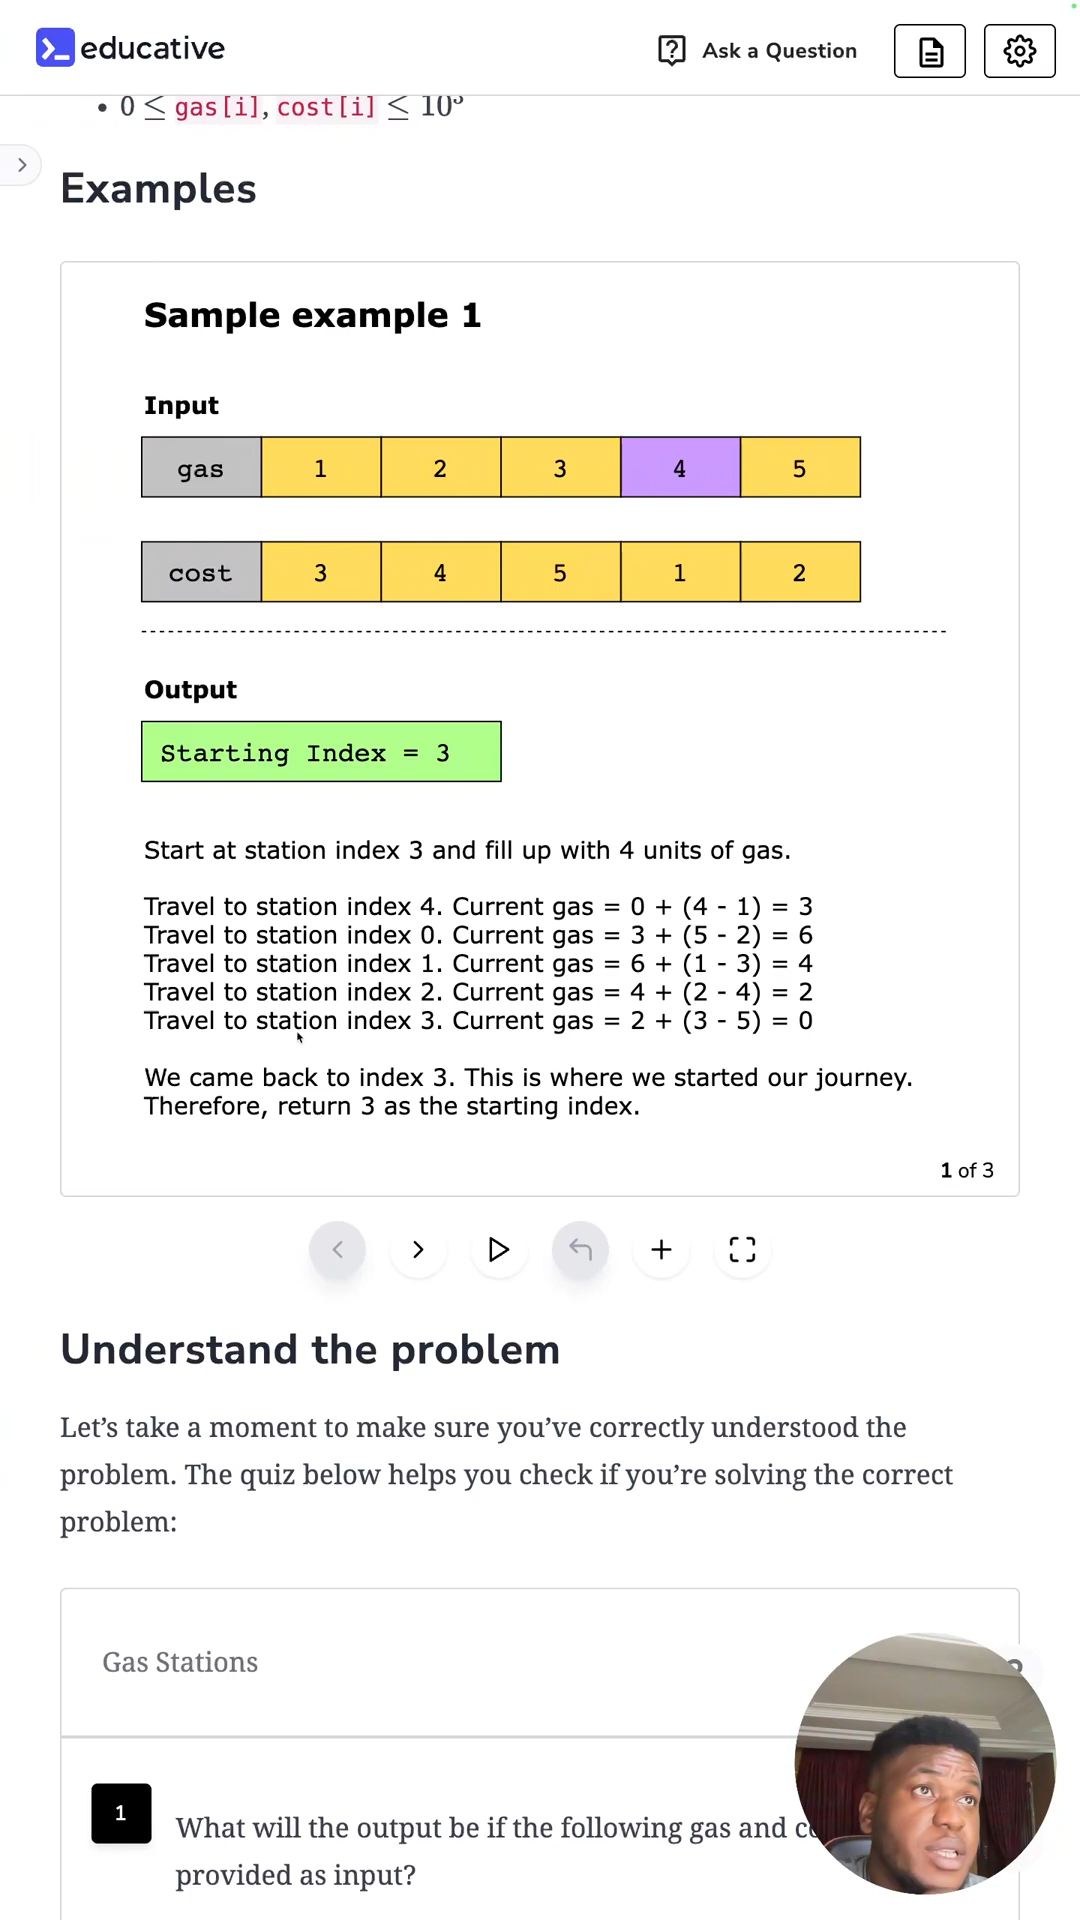 educative
Ask a Question
• 0 ≤ gas[i], cost[i] ≤ 10³
Examples
Sample example 1
Input
gas 1 2 3 4 5
cost 3 4 5 1 2
Output
Starting Index = 3
Start at station index 3 and fill up with 4 units of gas.
Travel to station index 4. Current gas = 0 + (4 - 1) = 3
Travel to station index 0. Current gas = 3 + (5 - 2) = 6
Travel to station index 1. Current gas = 6 + (1 - 3) = 4
Travel to station index 2. Current gas = 4 + (2 - 4) = 2
Travel to station index 3. Current gas = 2 + (3 - 5) = 0
We came back to index 3. This is where we started our journey.
Therefore, return 3 as the starting index.
1 of 3
Understand the problem
Let’s take a moment to make sure you’ve correctly understood the
problem. The quiz below helps you check if you’re solving the correct
problem:
Gas Stations
1
What will the output be if the following gas and
provided as input?